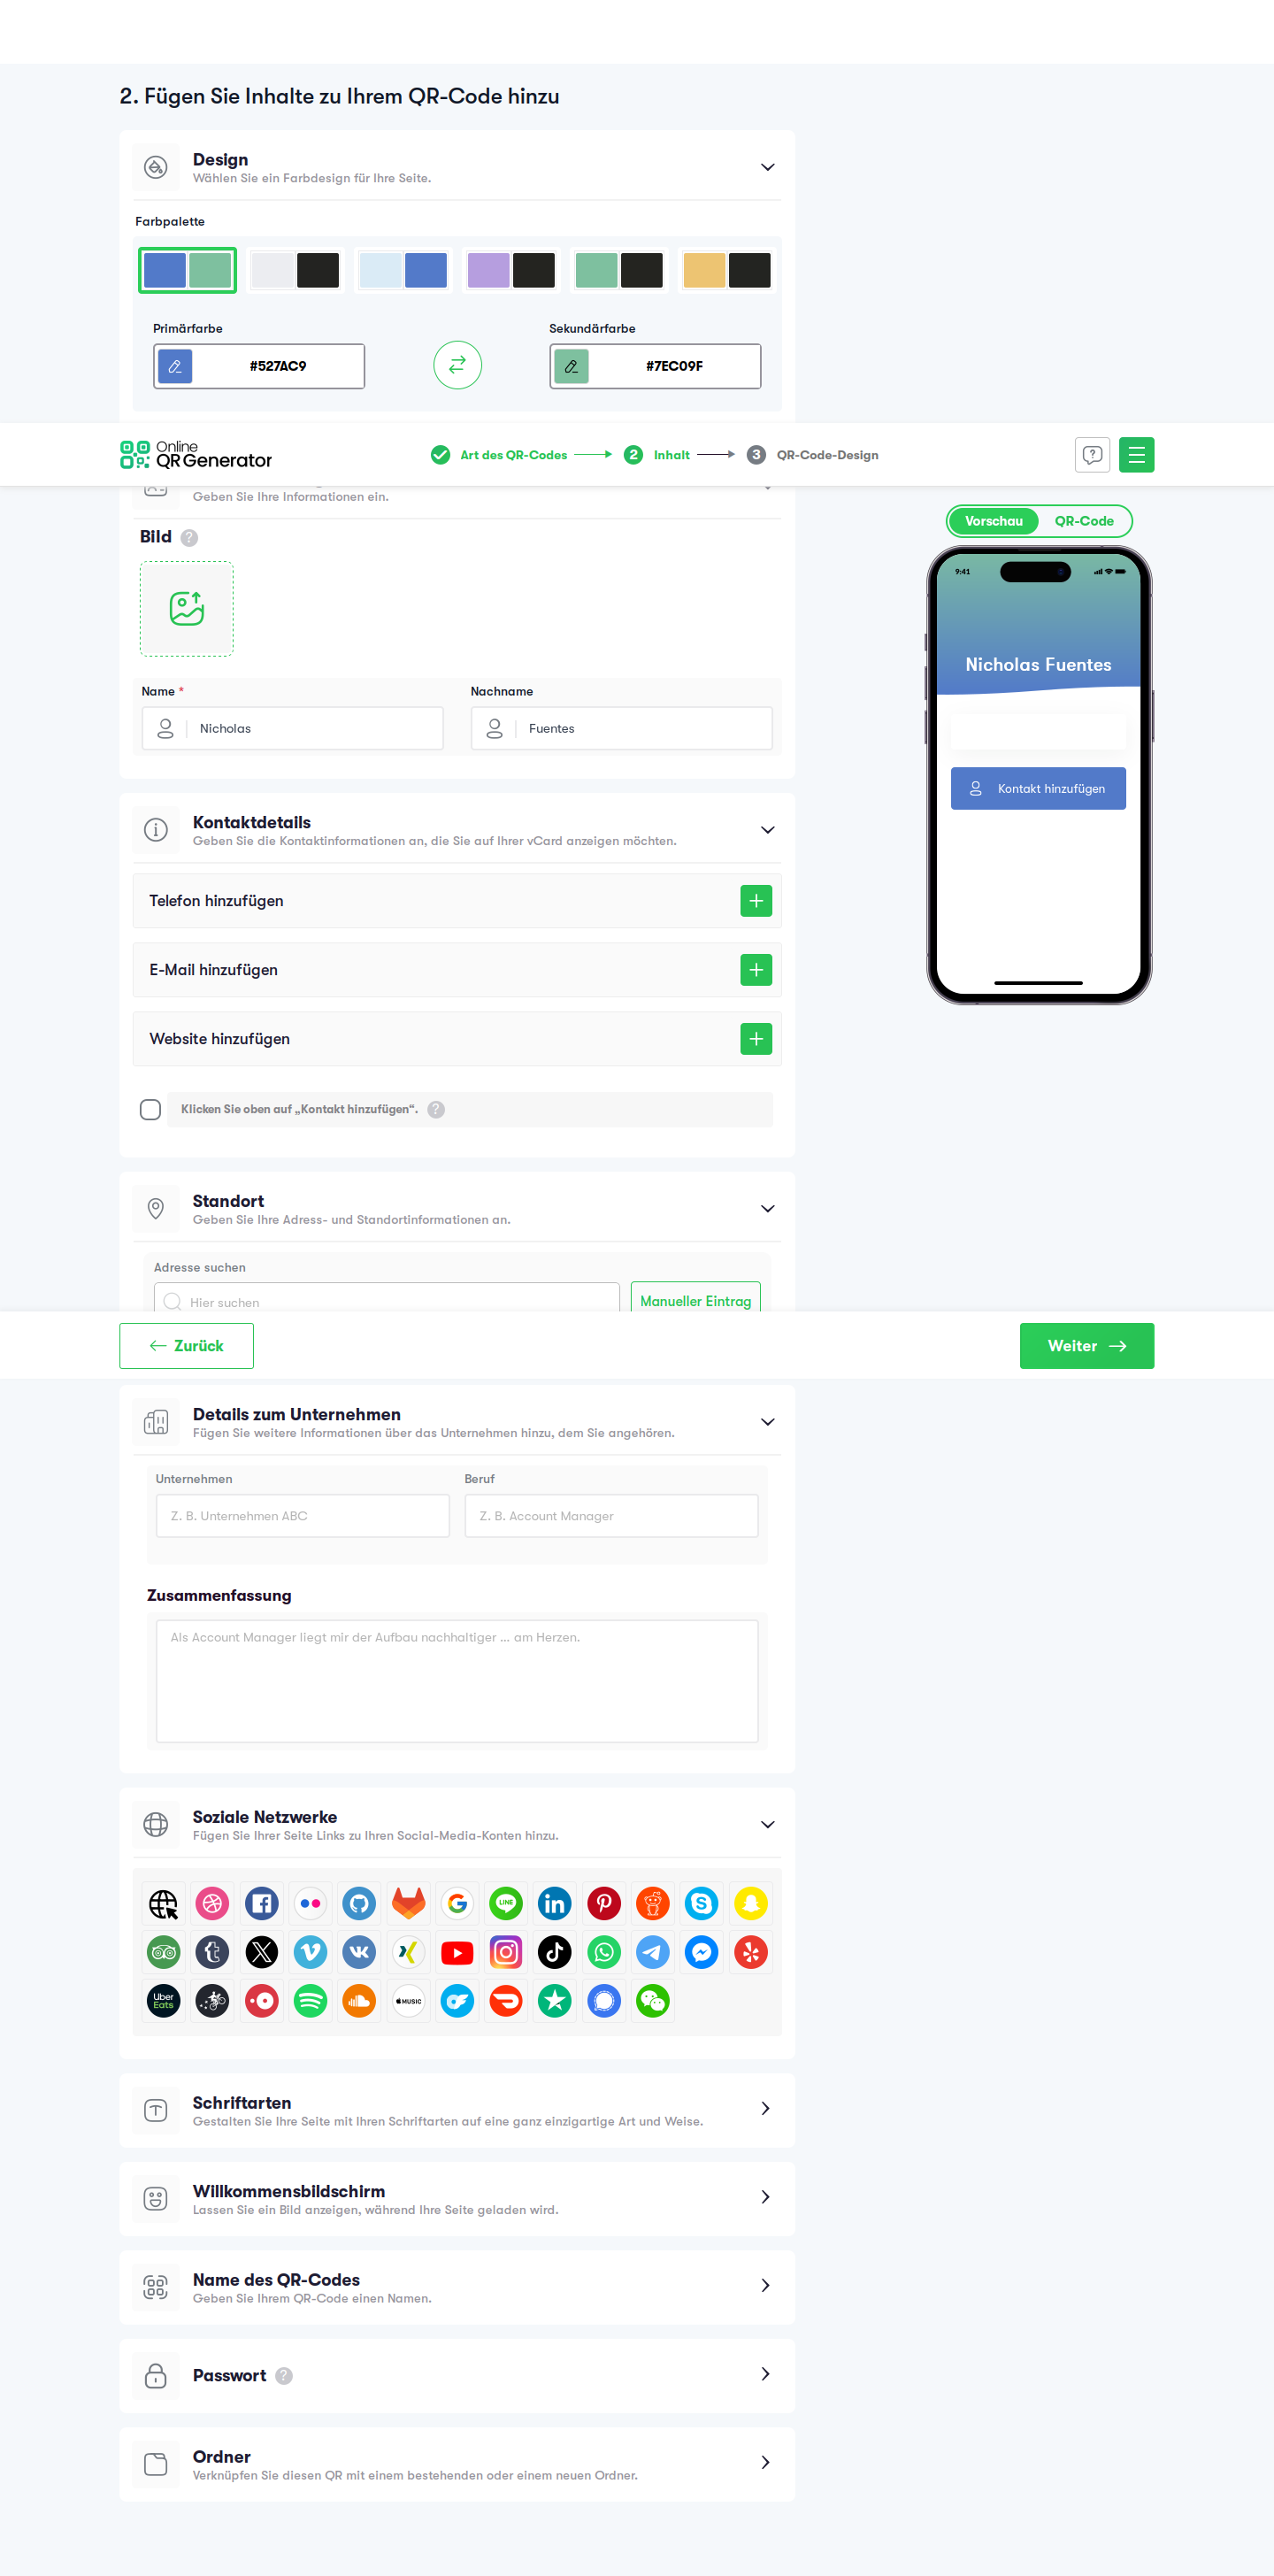 2. Fügen Sie Inhalte zu Ihrem QR-Code hinzu
Design
Wählen Sie ein Farbdesign für Ihre Seite.
Farbpalette
Primärfarbe
Sekundärfarbe
#527AC9
#7EC09F
Online
QR Generator
Art des QR-Codes
2
Inhalt
3
QR-Code-Design
Geben Sie Ihre Informationen ein.
Vorschau
QR-Code
Bild ?
9:41
Nicholas Fuentes
Kontakt hinzufügen
Name *
Nachname
Nicholas
Fuentes
Kontaktdetails
Geben Sie die Kontaktinformationen an, die Sie auf Ihrer vCard anzeigen möchten.
Telefon hinzufügen
E-Mail hinzufügen
Website hinzufügen
Klicken Sie oben auf „Kontakt hinzufügen“. ?
Standort
Geben Sie Ihre Adress- und Standortinformationen an.
Adresse suchen
Hier suchen
Manueller Eintrag
Zurück
Weiter
Details zum Unternehmen
Fügen Sie weitere Informationen über das Unternehmen hinzu, dem Sie angehören.
Unternehmen
Beruf
Z. B. Unternehmen ABC
Z. B. Account Manager
Zusammenfassung
Als Account Manager liegt mir der Aufbau nachhaltiger ... am Herzen.
Soziale Netzwerke
Fügen Sie Ihrer Seite Links zu Ihren Social-Media-Konten hinzu.
LINE
Uber
Eats
MUSIC
Schriftarten
Gestalten Sie Ihre Seite mit Ihren Schriftarten auf eine ganz einzigartige Art und Weise.
Willkommensbildschirm
Lassen Sie ein Bild anzeigen, während Ihre Seite geladen wird.
Name des QR-Codes
Geben Sie Ihrem QR-Code einen Namen.
Passwort ?
Ordner
Verknüpfen Sie diesen QR mit einem bestehenden oder einem neuen Ordner.